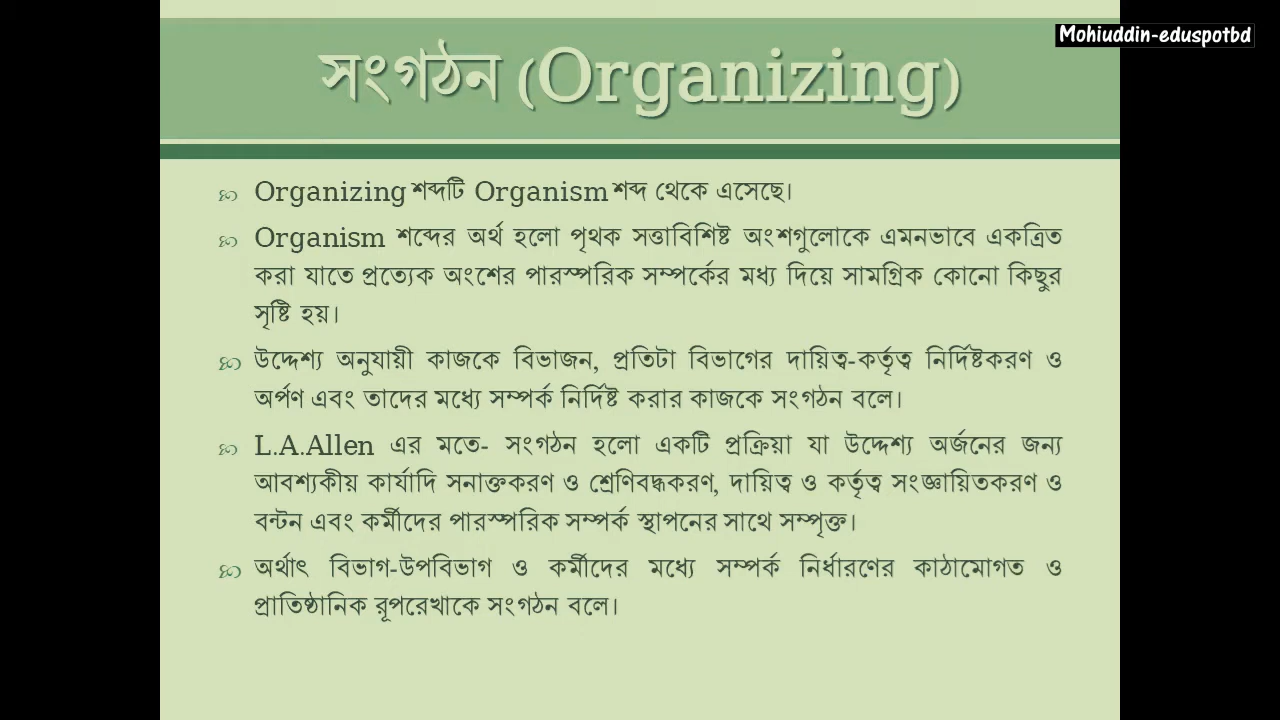 Mohiuddin-eduspotbd
সংগঠন (Organizing)
Organizing শব্দটি Organism শব্দ থেকে এসেছে।
Organism শব্দের অর্থ হলো পৃথক সত্তাবিশিষ্ট অংশগুলোকে এমনভাবে একত্রিত
করা যাতে প্রত্যেক অংশের পারস্পরিক সম্পর্কের মধ্য দিয়ে সামগ্রিক কোনো কিছুর
সৃষ্টি হয়।
উদ্দেশ্য অনুযায়ী কাজকে বিভাজন, প্রতিটা বিভাগের দায়িত্ব-কর্তৃত্ব নির্দিষ্টকরণ ও
অর্পণ এবং তাদের মধ্যে সম্পর্ক নির্দিষ্ট করার কাজকে সংগঠন বলে।
L.A.Allen এর মতে- সংগঠন হলো একটি প্রক্রিয়া যা উদ্দেশ্য অর্জনের জন্য
আবশ্যকীয় কার্যাদি সনাক্তকরণ ও শ্রেণিবদ্ধকরণ, দায়িত্ব ও কর্তৃত্ব সংজ্ঞায়িতকরণ ও
বন্টন এবং কর্মীদের পারস্পরিক সম্পর্ক স্থাপনের সাথে সম্পৃক্ত।
অর্থাৎ বিভাগ-উপবিভাগ ও কর্মীদের মধ্যে সম্পর্ক নির্ধারণের কাঠামোগত ও
প্রাতিষ্ঠানিক রূপরেখাকে সংগঠন বলে।